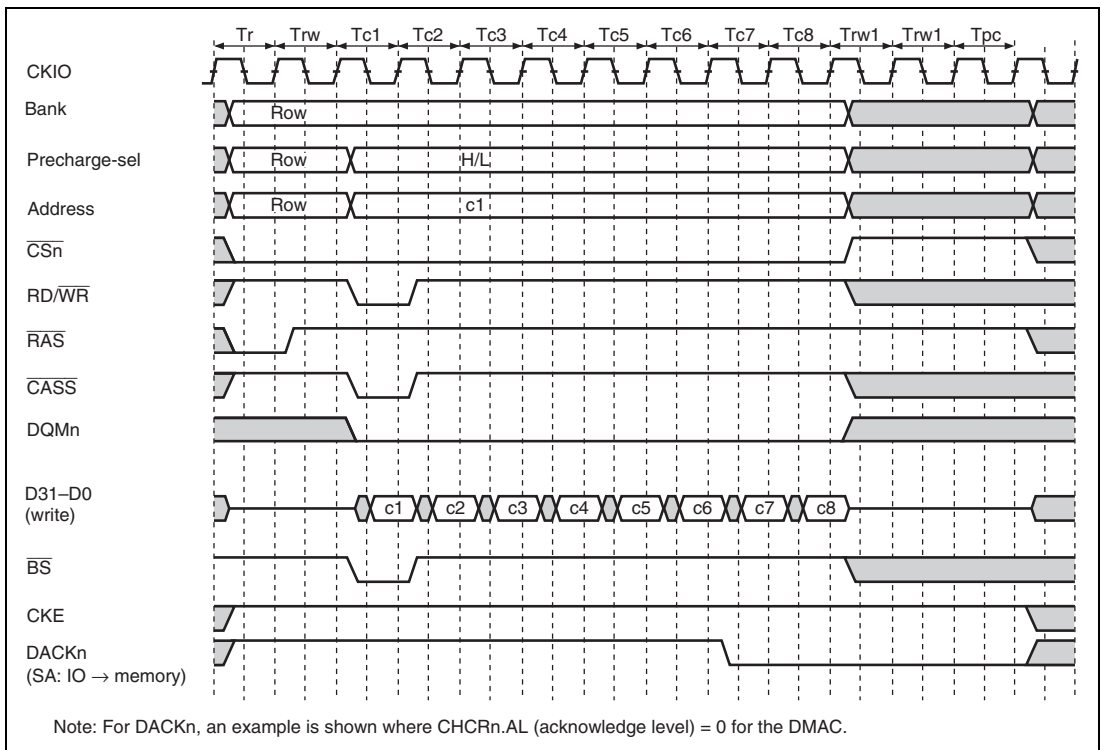 Tr Trw Tc1 Tc2 Tc3 Tc4 Tc5 Tc6 Tc7 Tc8 Trw1 Trw1 Tpc
CKIO
Bank Row
Precharge-sel Row H/L
Address Row c1
CSn
RD/WR
RAS
CASS
DQMn
D31–D0
(write) c1 c2 c3 c4 c5 c6 c7 c8
BS
CKE
DACKn
(SA: IO → memory)
Note: For DACKn, an example is shown where CHCRn.AL (acknowledge level) = 0 for the DMAC.